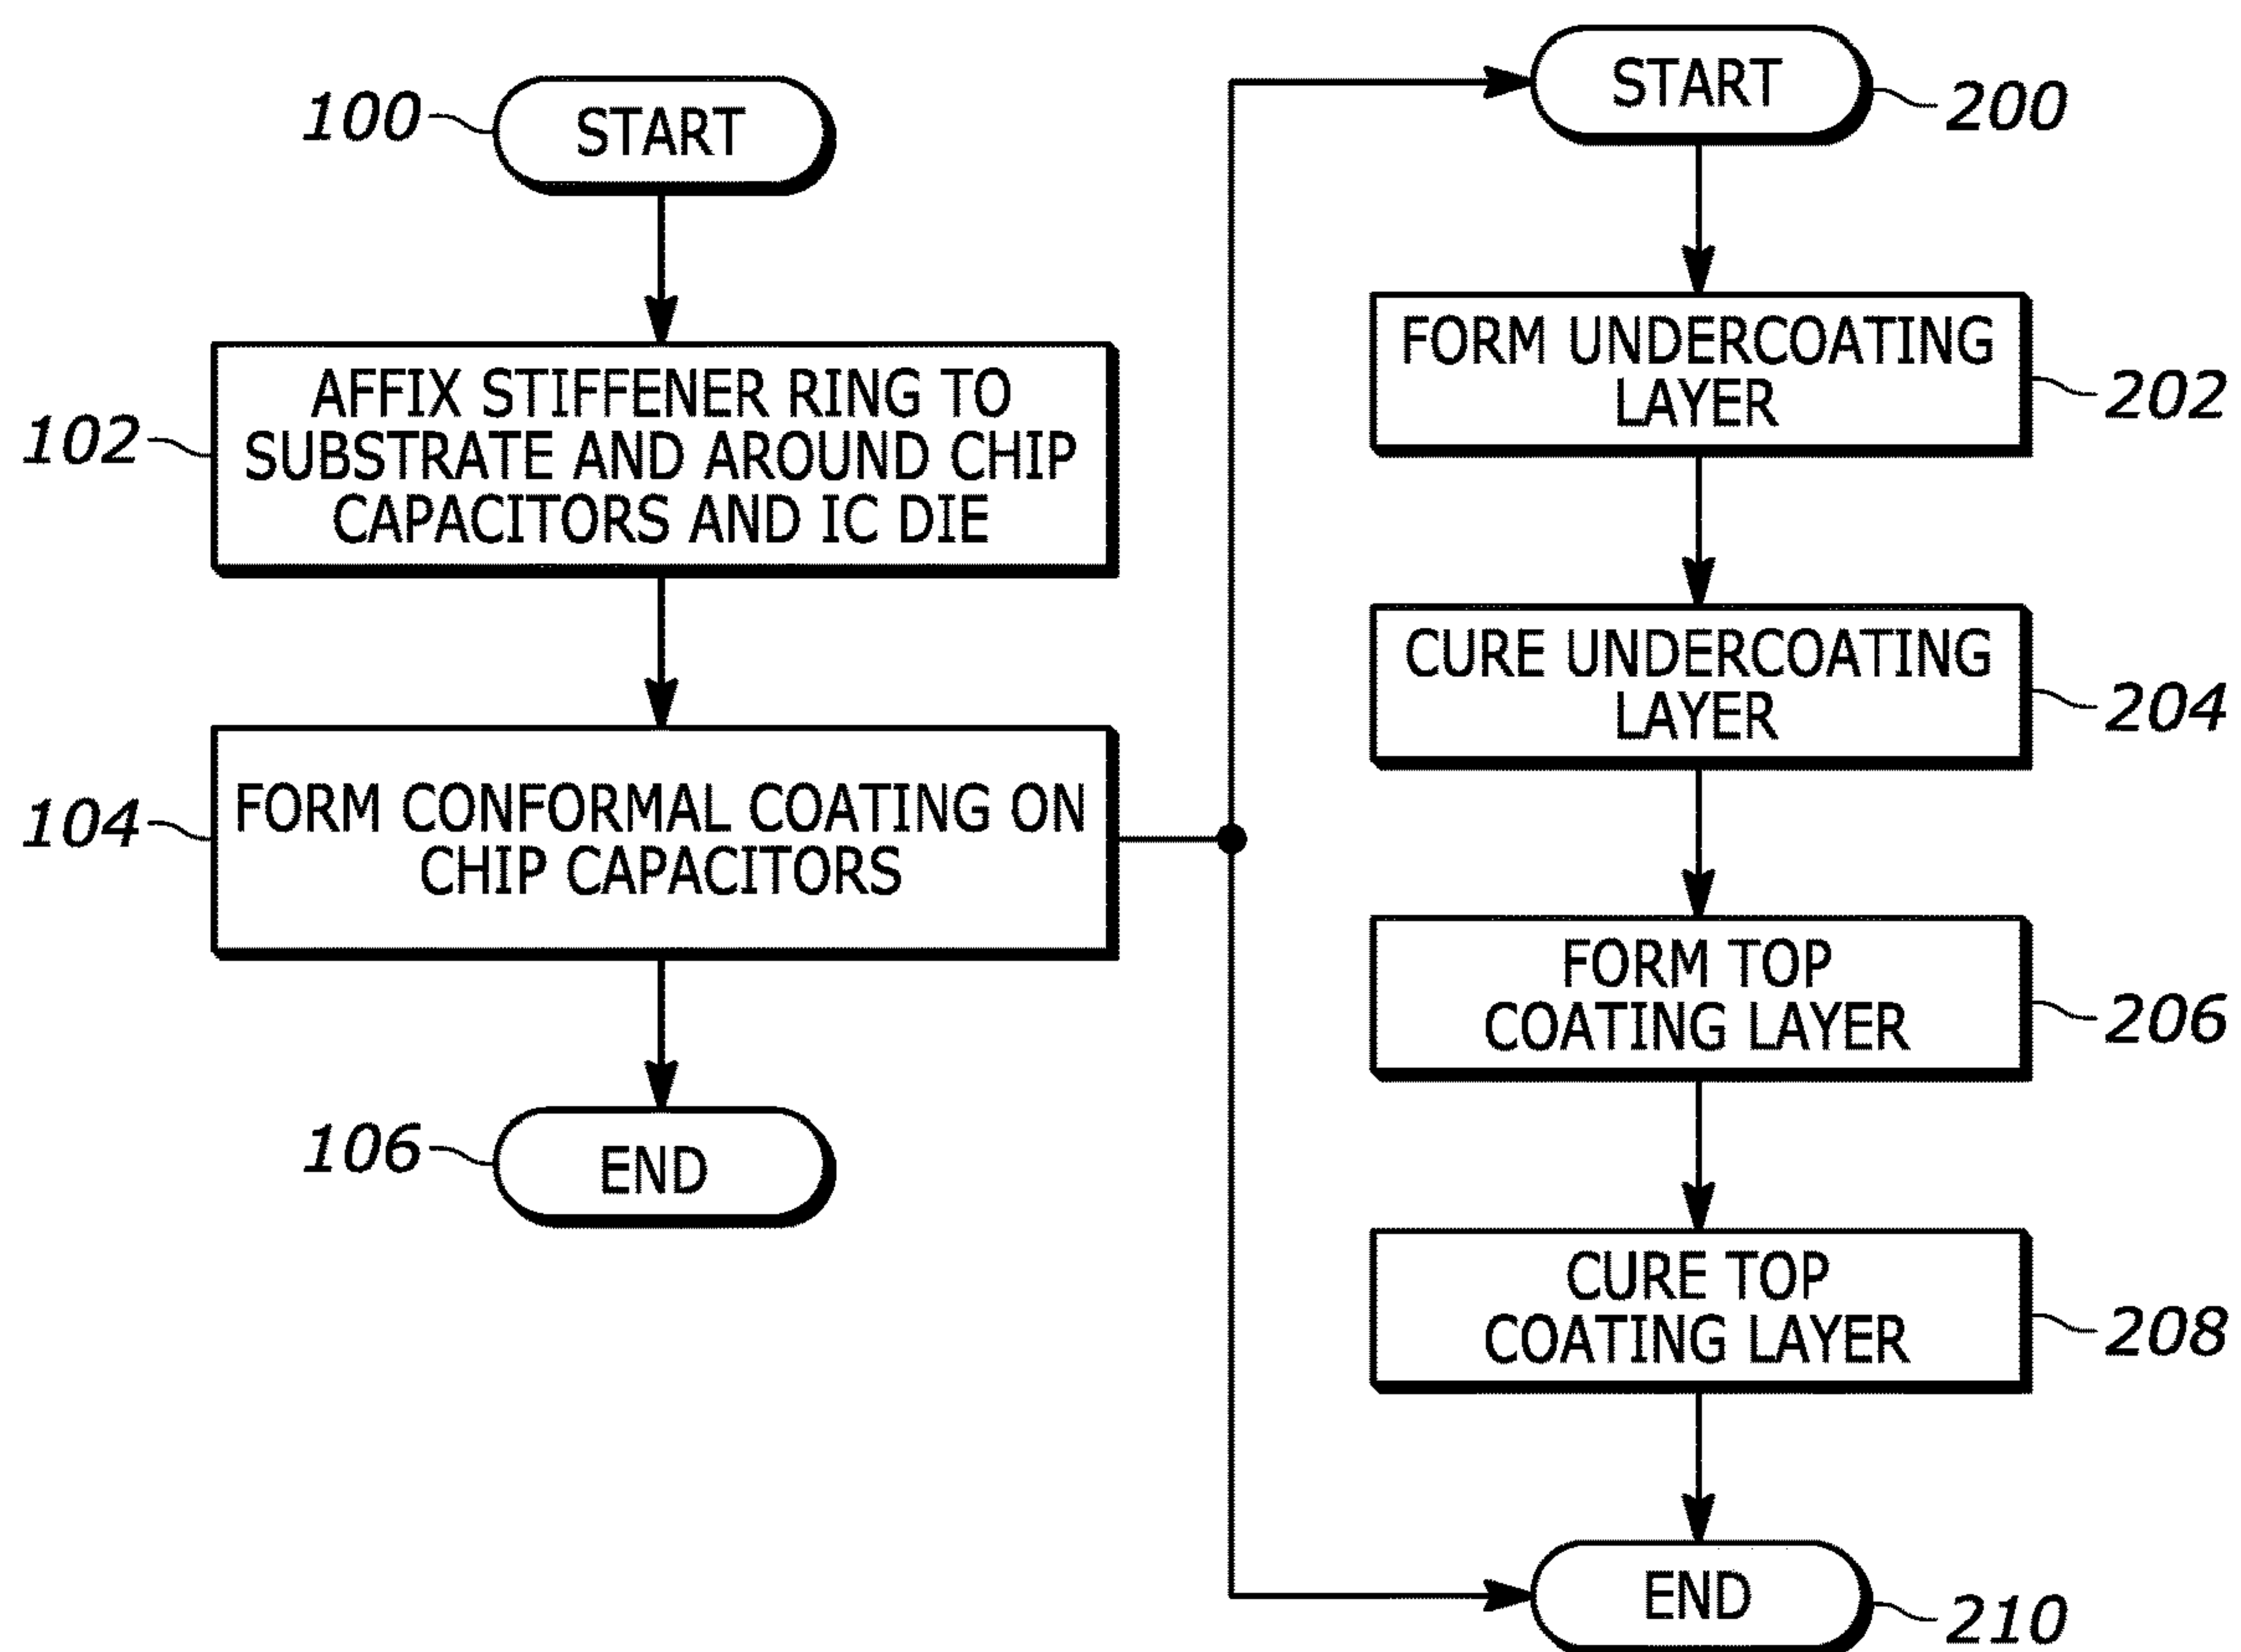 100
START
102
AFFIX STIFFENER RING TO
SUBSTRATE AND AROUND CHIP
CAPACITORS AND IC DIE
104
FORM CONFORMAL COATING ON
CHIP CAPACITORS
106
END
START
200
FORM UNDERCOATING
LAYER
202
CURE UNDERCOATING
LAYER
204
FORM TOP
COATING LAYER
206
CURE TOP
COATING LAYER
208
END
210